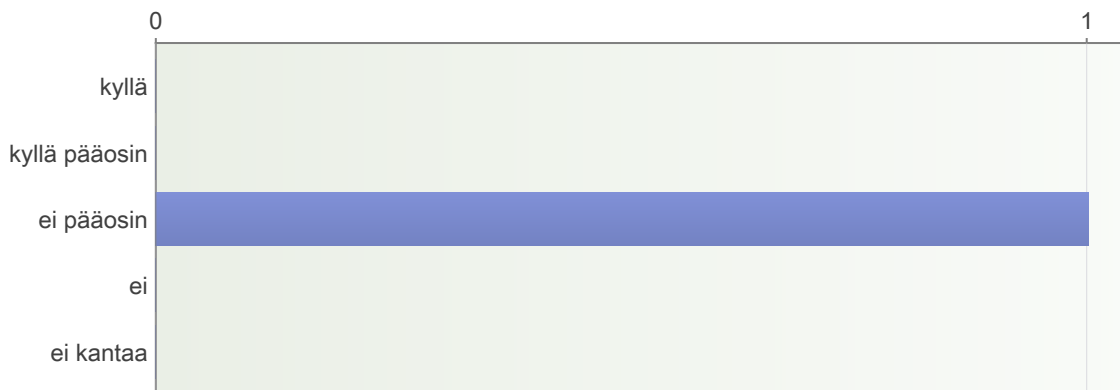 0 1
kyllä
kyllä pääosin
ei pääosin
ei
ei kantaa